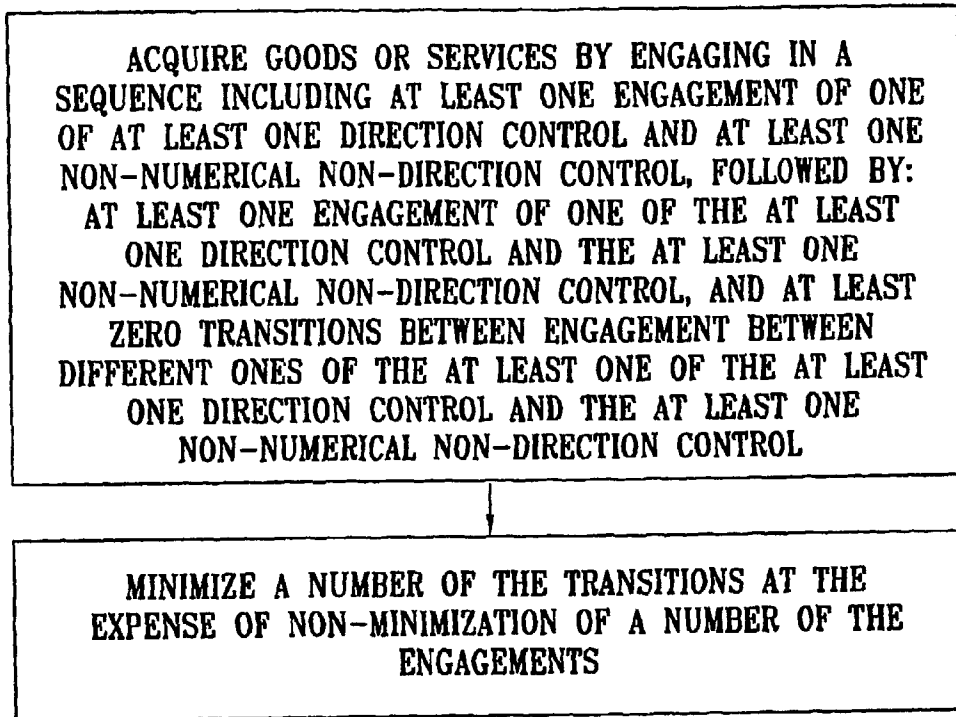 ACQUIRE GOODS OR SERVICES BY ENGAGING IN A
SEQUENCE INCLUDING AT LEAST ONE ENGAGEMENT OF ONE
OF AT LEAST ONE DIRECTION CONTROL AND AT LEAST ONE
NON-NUMERICAL NON-DIRECTION CONTROL, FOLLOWED BY:
AT LEAST ONE ENGAGEMENT OF ONE OF THE AT LEAST
ONE DIRECTION CONTROL AND THE AT LEAST ONE
NON-NUMERICAL NON-DIRECTION CONTROL, AND AT LEAST
ZERO TRANSITIONS BETWEEN ENGAGEMENT BETWEEN
DIFFERENT ONES OF THE AT LEAST ONE OF THE AT LEAST
ONE DIRECTION CONTROL AND THE AT LEAST ONE
NON-NUMERICAL NON-DIRECTION CONTROL
MINIMIZE A NUMBER OF THE TRANSITIONS AT THE
EXPENSE OF NON-MINIMIZATION OF A NUMBER OF THE
ENGAGEMENTS